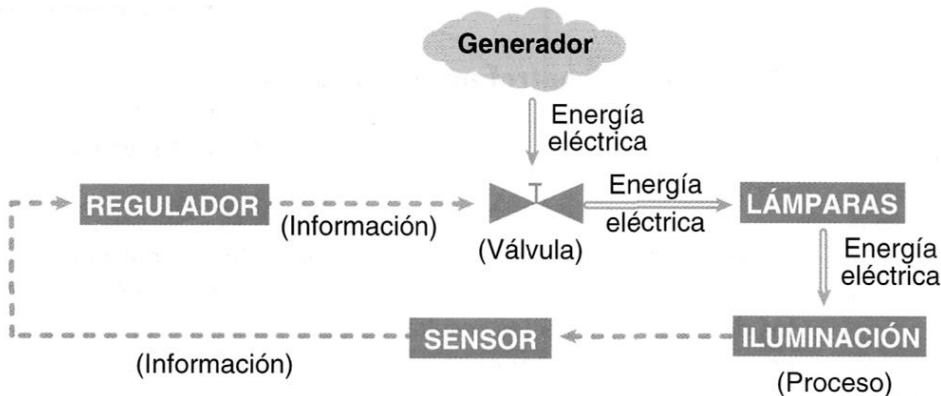 Generador
Energía
eléctrica
REGULADOR
(Información)
(Válvula)
Energía
eléctrica
LÁMPARAS
Energía
eléctrica
SENSOR
ILUMINACIÓN
(Información)
(Proceso)